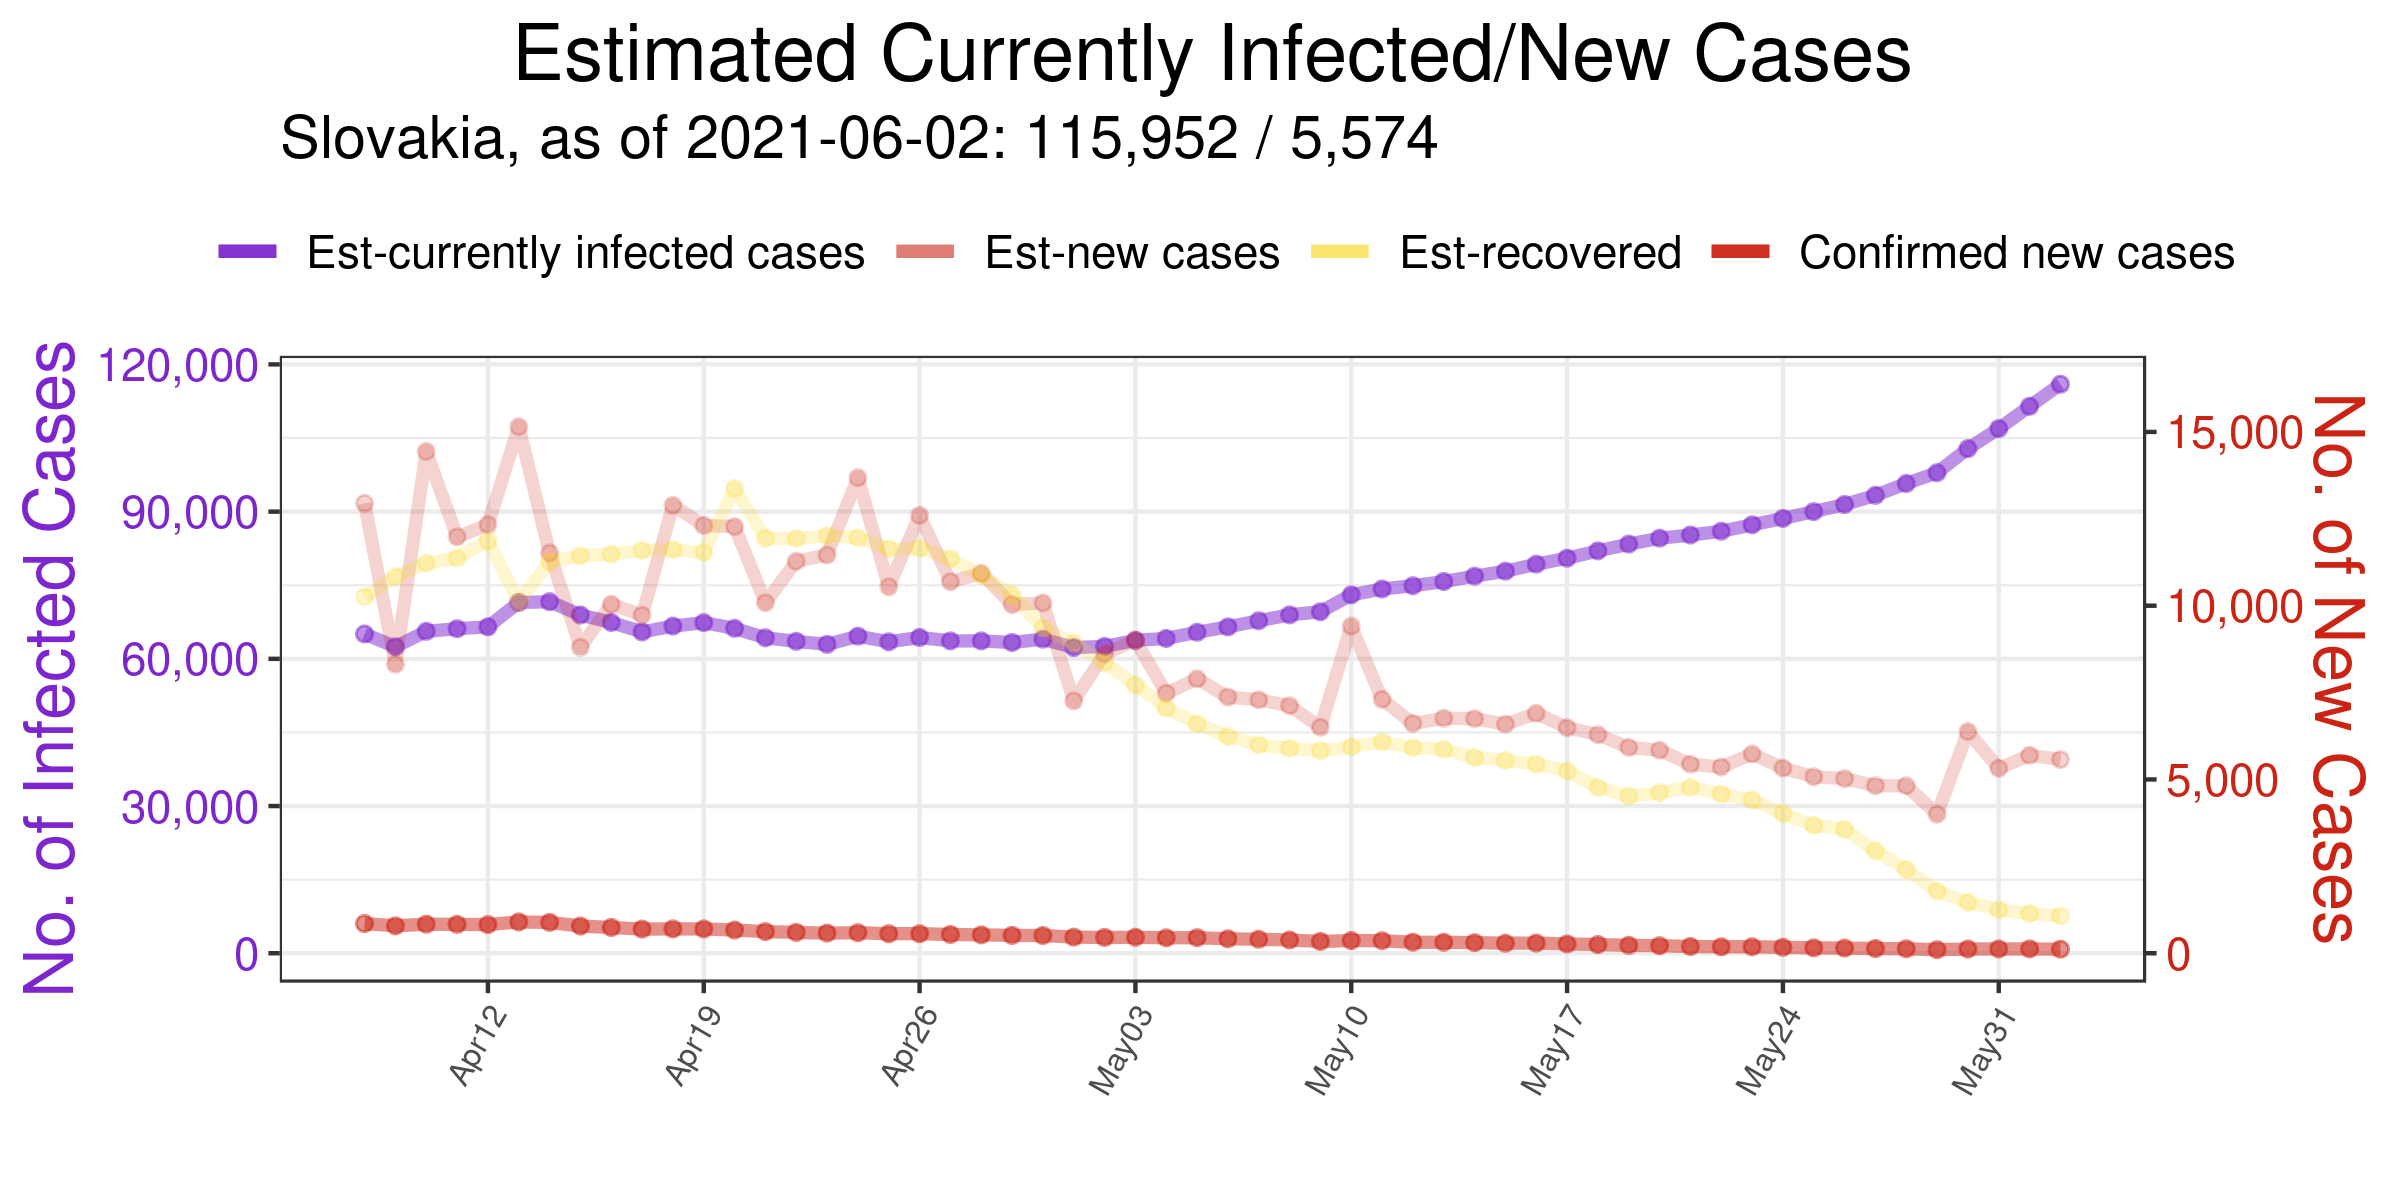 Estimated Currently Infected/New Cases
Slovakia, as of 2021-06-02: 115,952 / 5,574
Est-currently infected cases Est-new cases Est-recovered Confirmed new cases
No. of Infected Cases
120,000
90,000
60,000
30,000
0
15,000
10,000
5,000
0
No. of New Cases
Apr12 Apr19 Apr26 May03 May10 May17 May24 May31